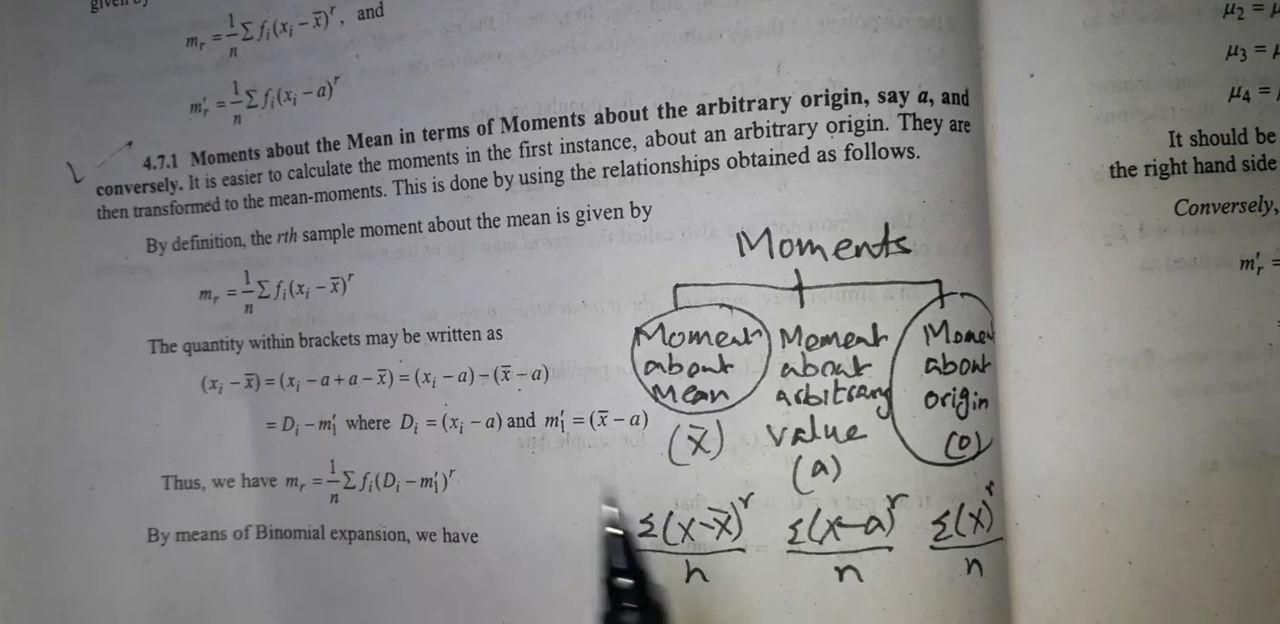 given by
m_r = 1/n Σ f_i(x_i − x̄)^r, and
m′_r = 1/n Σ f_i(x_i − a)^r
4.7.1 Moments about the Mean in terms of Moments about the arbitrary origin, say a, and
conversely. It is easier to calculate the moments in the first instance, about an arbitrary origin. They are
then transformed to the mean-moments. This is done by using the relationships obtained as follows.
By definition, the rth sample moment about the mean is given by
m_r = 1/n Σ f_i(x_i − x̄)^r
The quantity within brackets may be written as
(x_i − x̄) = (x_i − a + a − x̄) = (x_i − a) − (x̄ − a)
= D_i − m′_1 where D_i = (x_i − a) and m′_1 = (x̄ − a)
Thus, we have m_r = 1/n Σ f_i(D_i − m′_1)^r
By means of Binomial expansion, we have
Moments
Moment about Mean (x̄)
Moment about arbitrary value (a)
Momen about origin (0)
Σ(x−x̄)^r / n
Σ(x−a)^r / n
Σ(x)^r / n
μ2 =
μ3 =
μ4 =
It should be
the right hand side
Conversely,
m′_r =